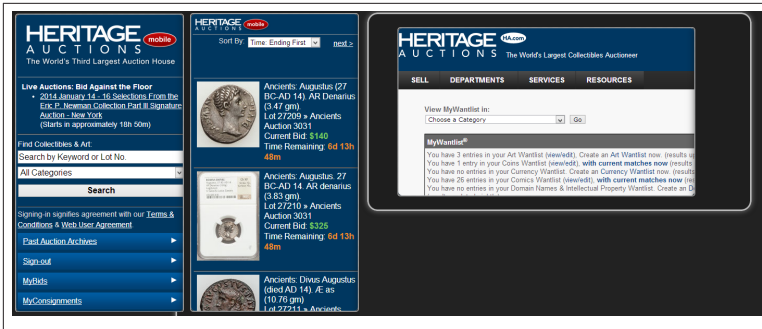 HERITAGE mobile
AUCTIONS
The World's Third Largest Auction House
Live Auctions: Bid Against the Floor
• 2014 January 14 - 16 Selections From the
Eric P. Newman Collection Part III Signature
Auction - New York
(Starts in approximately 18h 50m)
Find Collectibles & Art:
Search by Keyword or Lot No.
All Categories
Search
Signing-in signifies agreement with our Terms &
Conditions & Web User Agreement.
Past Auction Archives
Sign-out
MyBids
MyConsignments
HERITAGE mobile
AUCTIONS
Sort By: Time: Ending First next >
Ancients: Augustus (27
BC-AD 14). AR Denarius
(3.47 gm).
Lot 27209 » Ancients
Auction 3031
Current Bid: $140
Time Remaining: 6d 13h
48m
Ancients: Augustus. 27
BC-AD 14. AR denarius
(3.83 gm).
Lot 27210 » Ancients
Auction 3031
Current Bid: $325
Time Remaining: 6d 13h
48m
Ancients: Divus Augustus
(died AD 14). Æ as
(10.76 gm)
Lot 27211 » Ancients
HERITAGE HA.com
AUCTIONS The World's Largest Collectibles Auctioneer
SELL DEPARTMENTS SERVICES RESOURCES
View MyWantlist in:
Choose a Category Go
MyWantlist®
You have 3 entries in your Art Wantlist (view/edit). Create an Art Wantlist now. (results up
You have 1 entry in your Coins Wantlist (view/edit), with current matches now (res
You have no entries in your Currency Wantlist. Create an Currency Wantlist now. (results
You have 26 entries in your Comics Wantlist (view/edit), with current matches now (re
You have no entries in your Domain Names & Intellectual Property Wantlist. Create an D